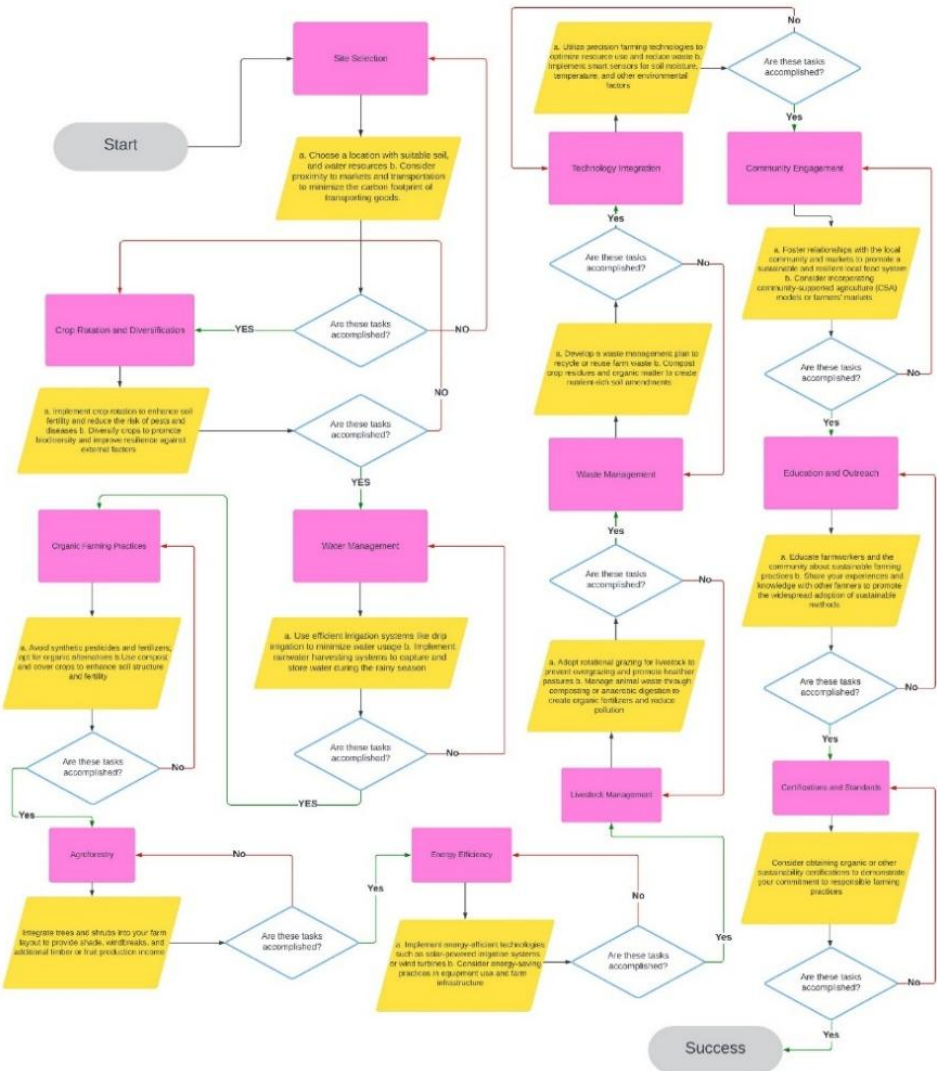 Start
Site Selection
a. Choose a location with suitable soil,
and water resources b. Consider
proximity to markets and transportation
to minimize the carbon footprint of
transporting goods.
Are these tasks
accomplished?
NO
YES
Crop Rotation and Diversification
a. Implement crop rotation to enhance soil
fertility and reduce the risk of pests and
diseases b. Diversify crops to promote
biodiversity and improve resilience against
external factors
Are these tasks
accomplished?
NO
YES
Water Management
a. Use efficient irrigation systems like drip
irrigation to minimize water usage b. Implement
rainwater harvesting systems to capture and
store water during the rainy season
Are these tasks
accomplished?
No
YES
Organic Farming Practices
a. Avoid synthetic pesticides and fertilizers,
opt for organic alternatives b.Use compost
and cover crops to enhance soil structure
and fertility
Are these tasks
accomplished?
No
Yes
Agroforestry
Integrate trees and shrubs into your farm
layout to provide shade, windbreaks, and
additional timber or fruit production income
Are these tasks
accomplished?
No
Yes
Energy Efficiency
a. Implement energy-efficient technologies
such as solar-powered irrigation systems
or wind turbines b. Consider energy-saving
practices in equipment use and farm
infrastructure
Are these tasks
accomplished?
No
Yes
Livestock Management
a. Adopt rotational grazing for livestock to
prevent overgrazing and promote healthier
pastures b. Manage animal waste through
composting or anaerobic digestion to
create organic fertilizers and reduce
pollution
Are these tasks
accomplished?
No
Yes
Waste Management
a. Develop a waste management plan to
recycle or reuse farm waste b. Compost
crop residues and organic matter to create
nutrient-rich soil amendments
Are these tasks
accomplished?
No
Yes
Technology Integration
a. Utilize precision farming technologies to
optimize resource use and reduce waste b.
Implement smart sensors for soil moisture,
temperature, and other environmental
factors
Are these tasks
accomplished?
No
Yes
Community Engagement
a. Foster relationships with the local
community and markets to promote a
sustainable and resilient local food system
b. Consider incorporating
community-supported agriculture (CSA)
models or farmers' markets
Are these tasks
accomplished?
No
Yes
Education and Outreach
a. Educate farmworkers and the
community about sustainable farming
practices b. Share your experiences and
knowledge with other farmers to promote
the widespread adoption of sustainable
methods
Are these tasks
accomplished?
No
Yes
Certifications and Standards
Consider obtaining organic or other
sustainability certifications to demonstrate
your commitment to responsible farming
practices
Are these tasks
accomplished?
No
Yes
Success